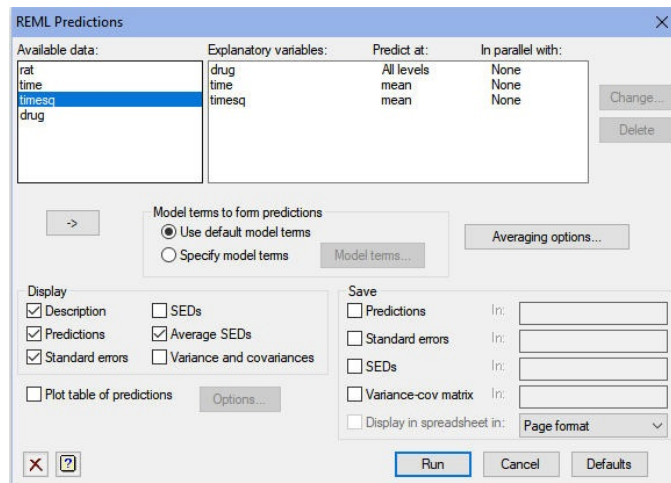 REML Predictions
Available data: Explanatory variables: Predict at: In parallel with:
rat drug All levels None
time time mean None
timesq timesq mean None
drug
Change...
Delete
->
Model terms to form predictions
Use default model terms
Specify model terms Model terms...
Averaging options...
Display
Description SEDs
Predictions Average SEDs
Standard errors Variance and covariances
Plot table of predictions Options...
Save
Predictions In:
Standard errors In:
SEDs In:
Variance-cov matrix In:
Display in spreadsheet in: Page format
Run Cancel Defaults